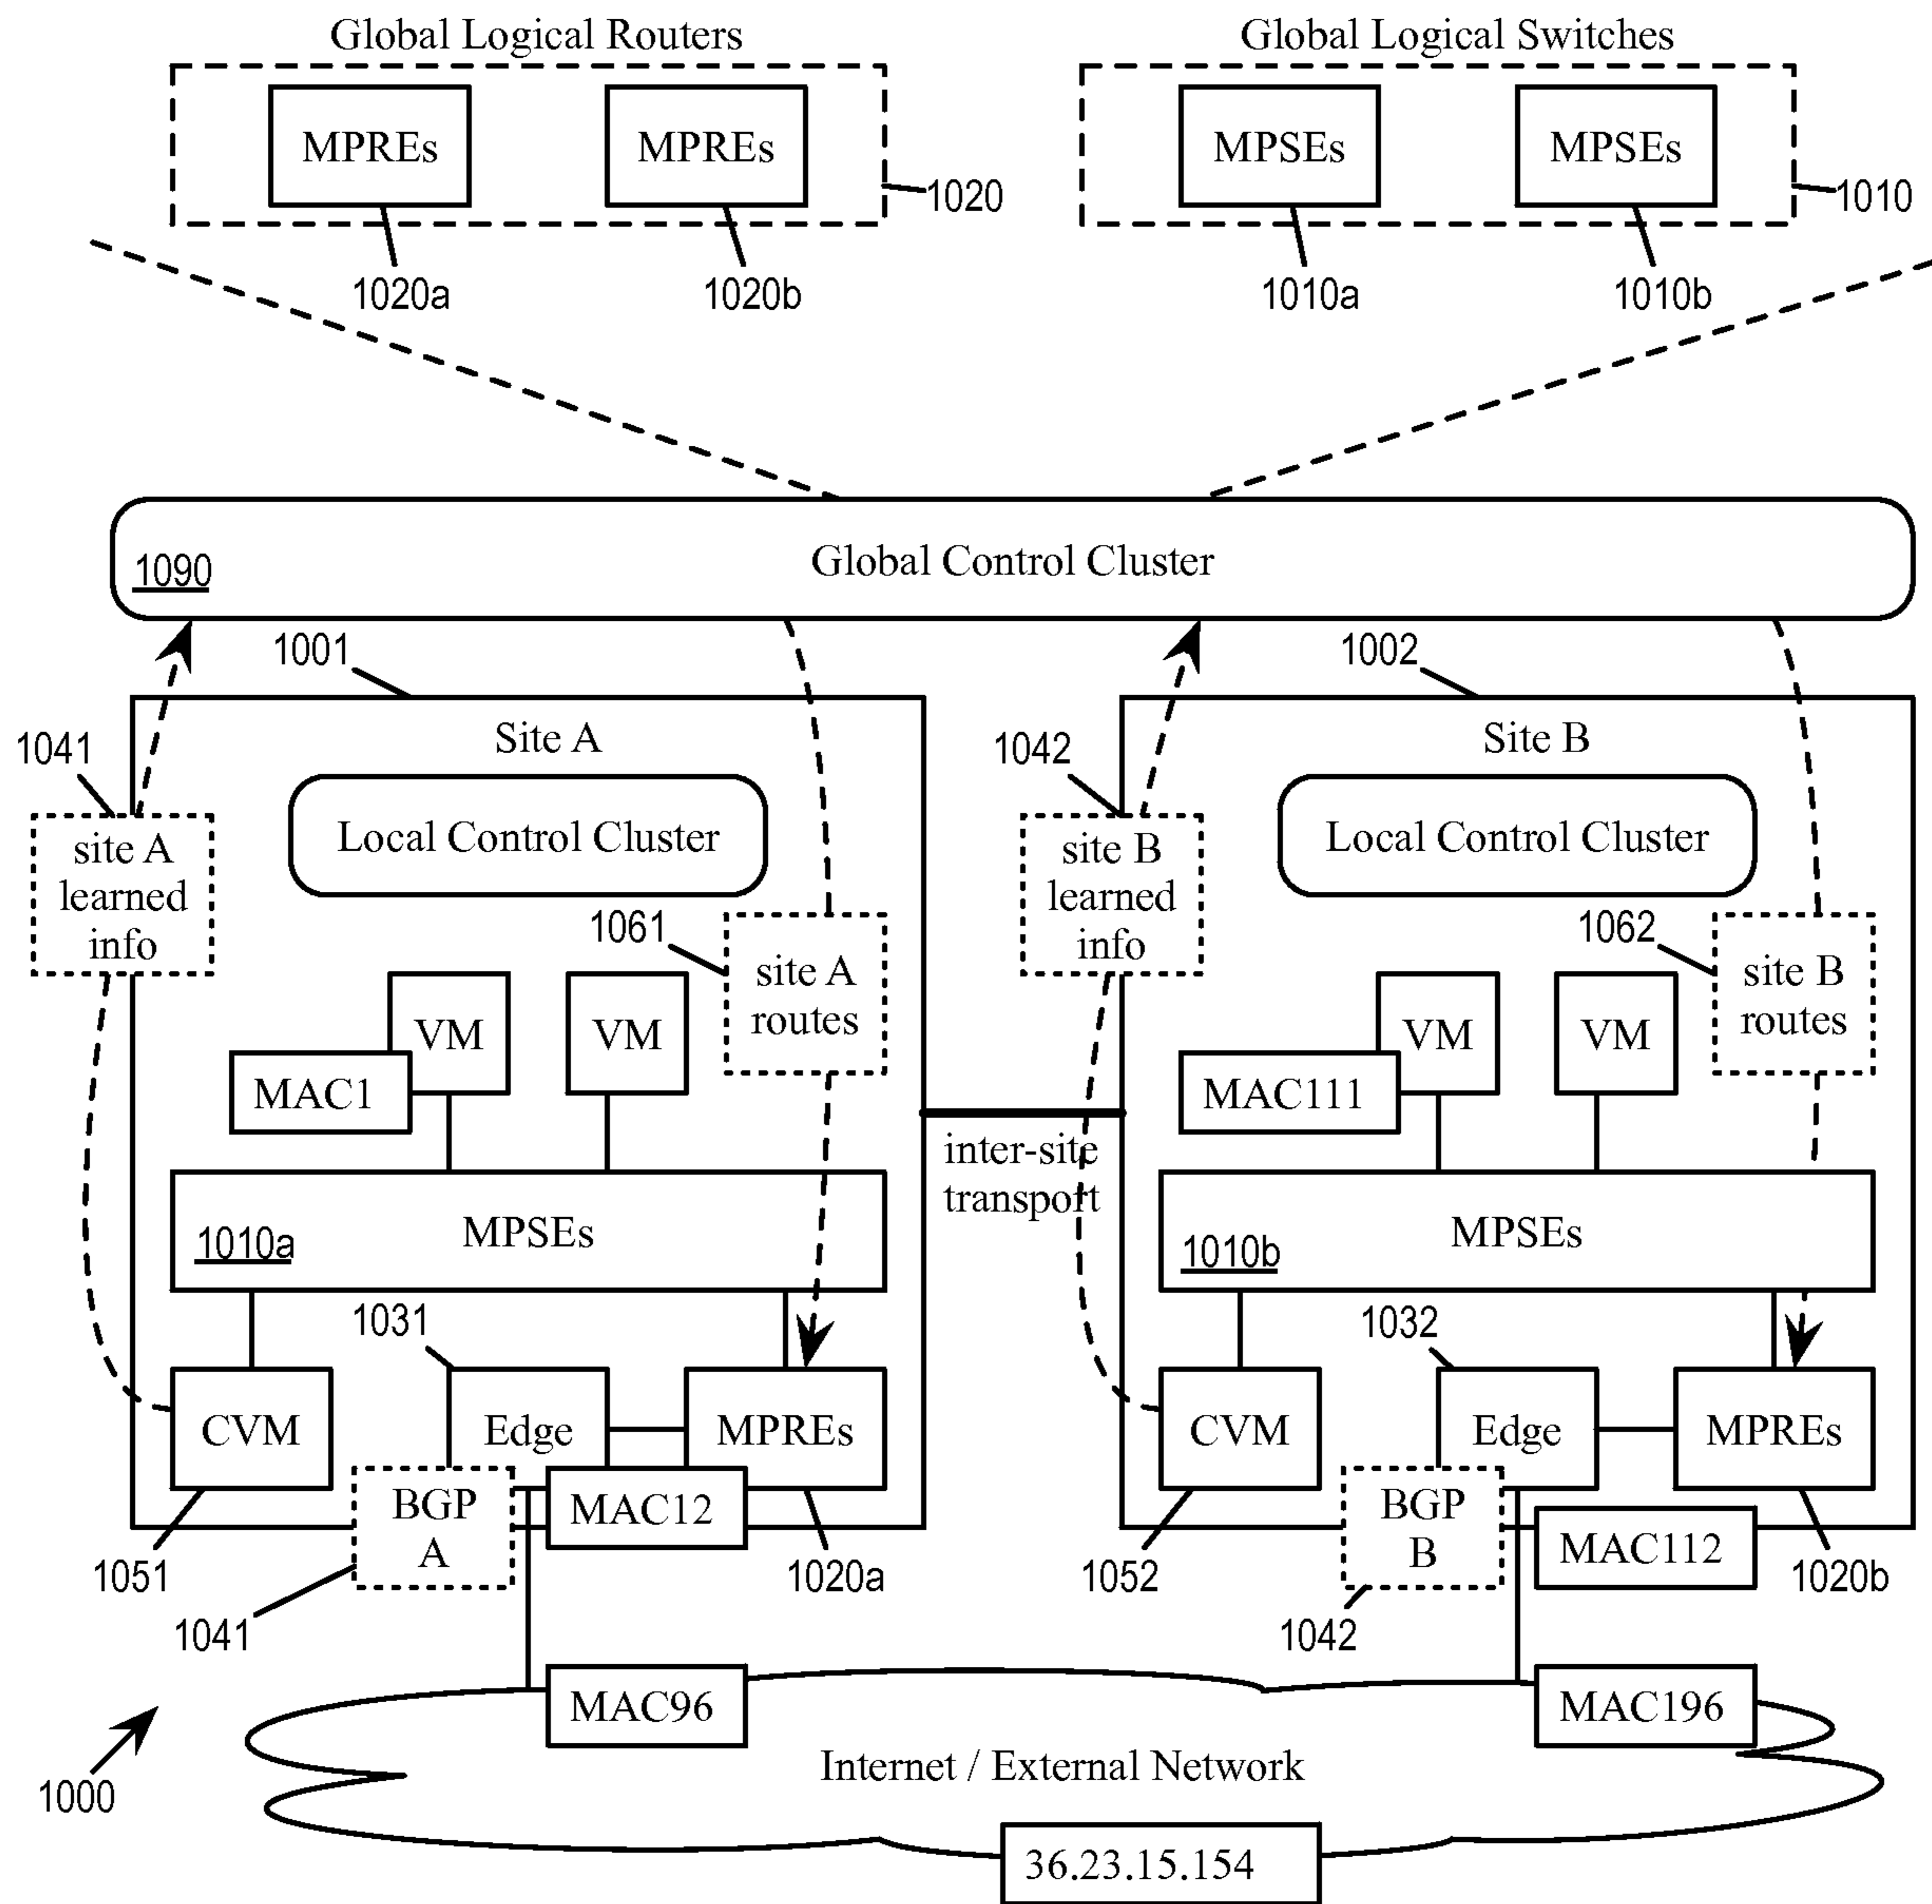 Global Logical Routers
Global Logical Switches
MPREs
MPREs
MPSEs
MPSEs
1020
1010
1020a
1020b
1010a
1010b
1090
Global Control Cluster
1001
1002
1041
Site A
1042
Site B
site A
learned
info
Local Control Cluster
site B
learned
info
Local Control Cluster
1061
site A
routes
1062
site B
routes
VM
VM
MAC1
VM
VM
MAC111
inter-site
transport
1010a
MPSEs
1010b
MPSEs
1031
1032
CVM
Edge
MPREs
CVM
Edge
MPREs
BGP
A
MAC12
BGP
B
MAC112
1051
1041
1020a
1052
1042
1020b
MAC96
MAC196
Internet / External Network
1000
36.23.15.154